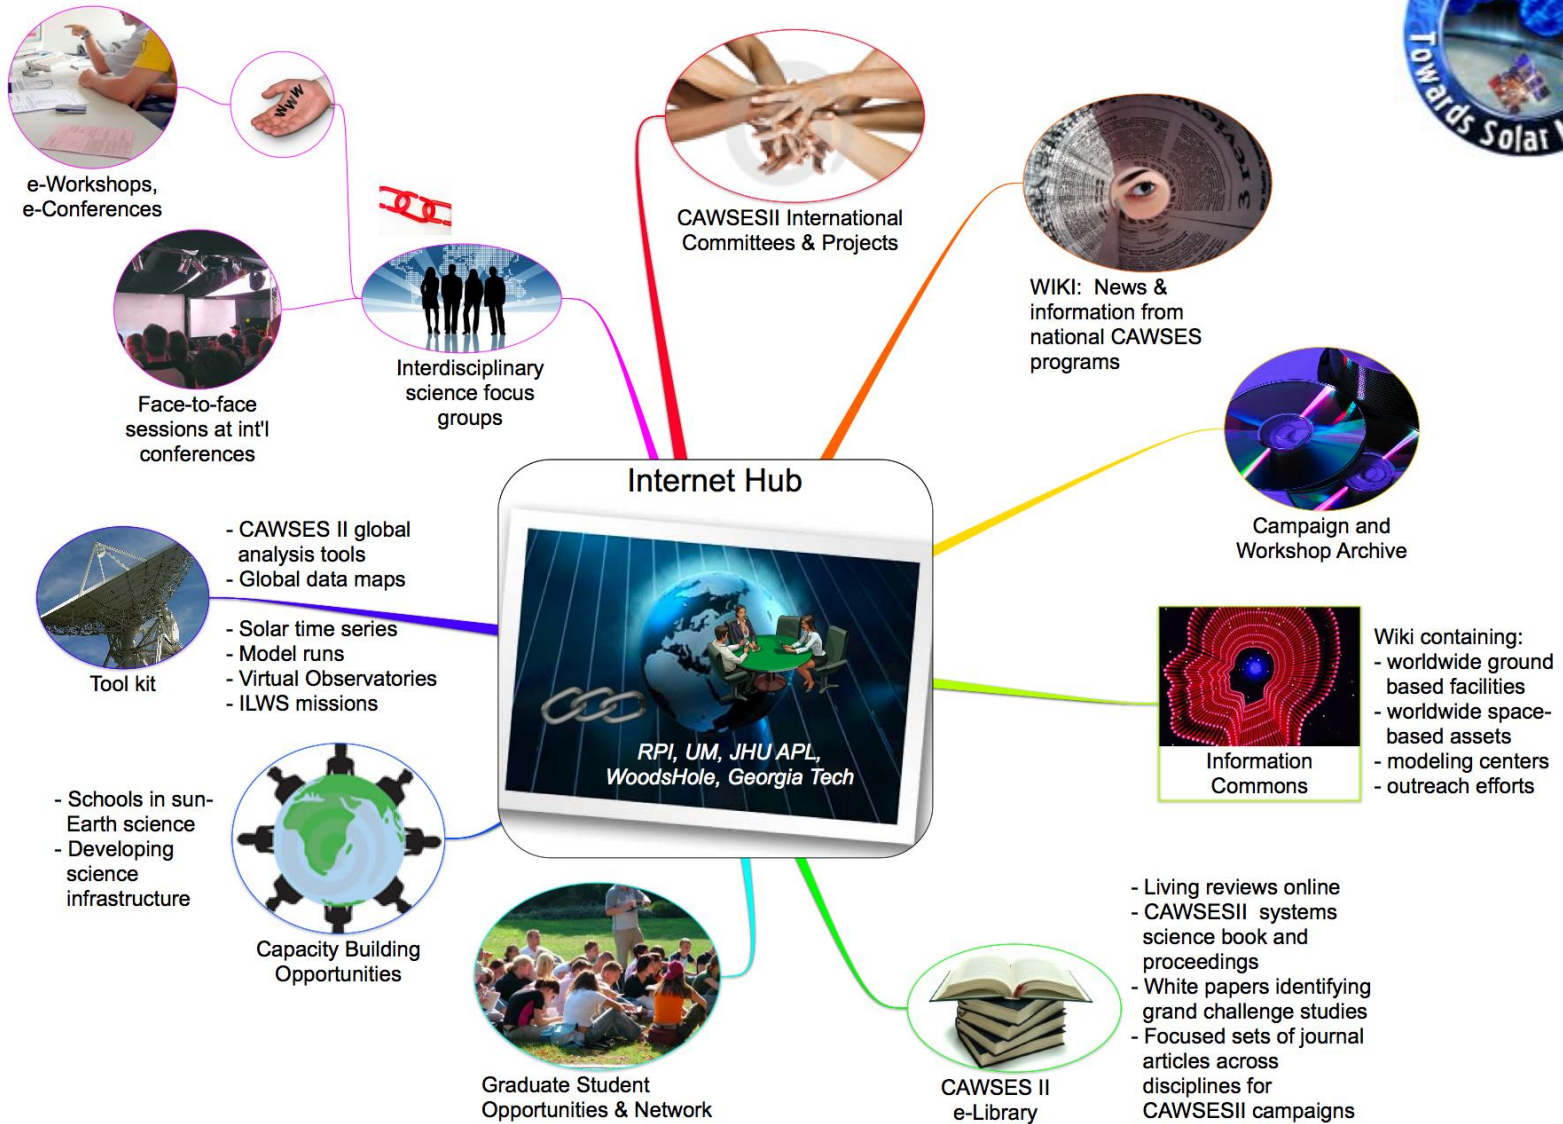 Towards Solar
www
e-Workshops,
e-Conferences
Face-to-face
sessions at int'l
conferences
Interdisciplinary
science focus
groups
CAWSESII International
Committees & Projects
WIKI:  News &
information from
national CAWSES
programs
Campaign and
Workshop Archive
Internet Hub
RPI, UM, JHU APL,
WoodsHole, Georgia Tech
- CAWSES II global
analysis tools
- Global data maps
- Solar time series
- Model runs
- Virtual Observatories
- ILWS missions
Tool kit
Information
Commons
Wiki containing:
- worldwide ground
based facilities
- worldwide space-
based assets
- modeling centers
- outreach efforts
- Schools in sun-
Earth science
- Developing
science
infrastructure
Capacity Building
Opportunities
Graduate Student
Opportunities & Network
CAWSES II
e-Library
- Living reviews online
- CAWSESII  systems
science book and
proceedings
- White papers identifying
grand challenge studies
- Focused sets of journal
articles across
disciplines for
CAWSESII campaigns